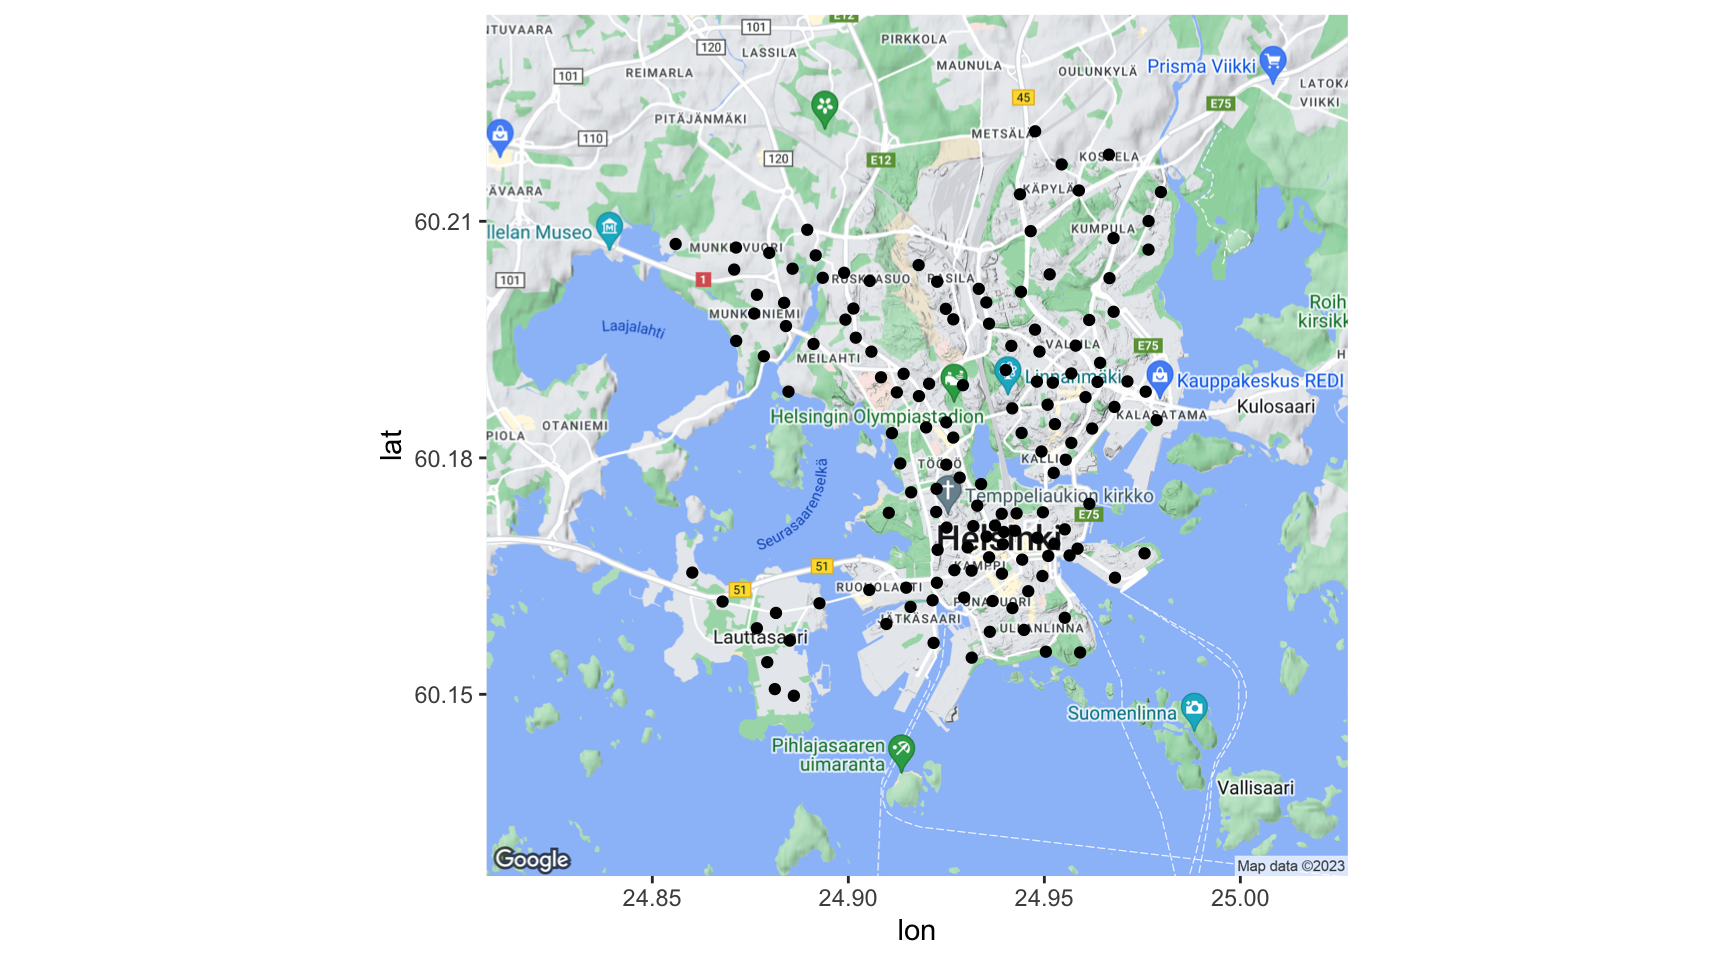 E12
101
NTUVAARA
PIRKKOLA
120
LASSILA
MAUNULA
Prisma Viikki
101
REIMARLA
OULUNKYLÄ
LATOKA
VIIKKI
45
E75
PITÄJÄNMÄKI
110
METSÄLÄ
120
E12
KOSKELA
ÄVAARA
KÄPYLÄ
60.21
llelan Museo
KUMPULA
MUNKKIVUORI
101
1
RUSKEASUO
PASILA
Roih
kirsikk
MUNKKINIEMI
Laajalahti
VALLILA
E75
H
MEILAHTI
Linnanmäki
Kauppakeskus REDI
Kulosaari
Helsingin Olympiastadion
KALASATAMA
OTANIEMI
PIOLA
lat
60.18
KALLIO
TÖÖLÖ
Seurasaarenselkä
Temppeliaukion kirkko
E75
Helsinki
KAMPPI
51
51
RUOHOLAHTI
PUNAVUORI
JÄTKÄSAARI
ULLANLINNA
Lauttasaari
60.15
Suomenlinna
Pihlajasaaren
uimaranta
Vallisaari
Google
Map data ©2023
24.85
24.90
24.95
25.00
lon